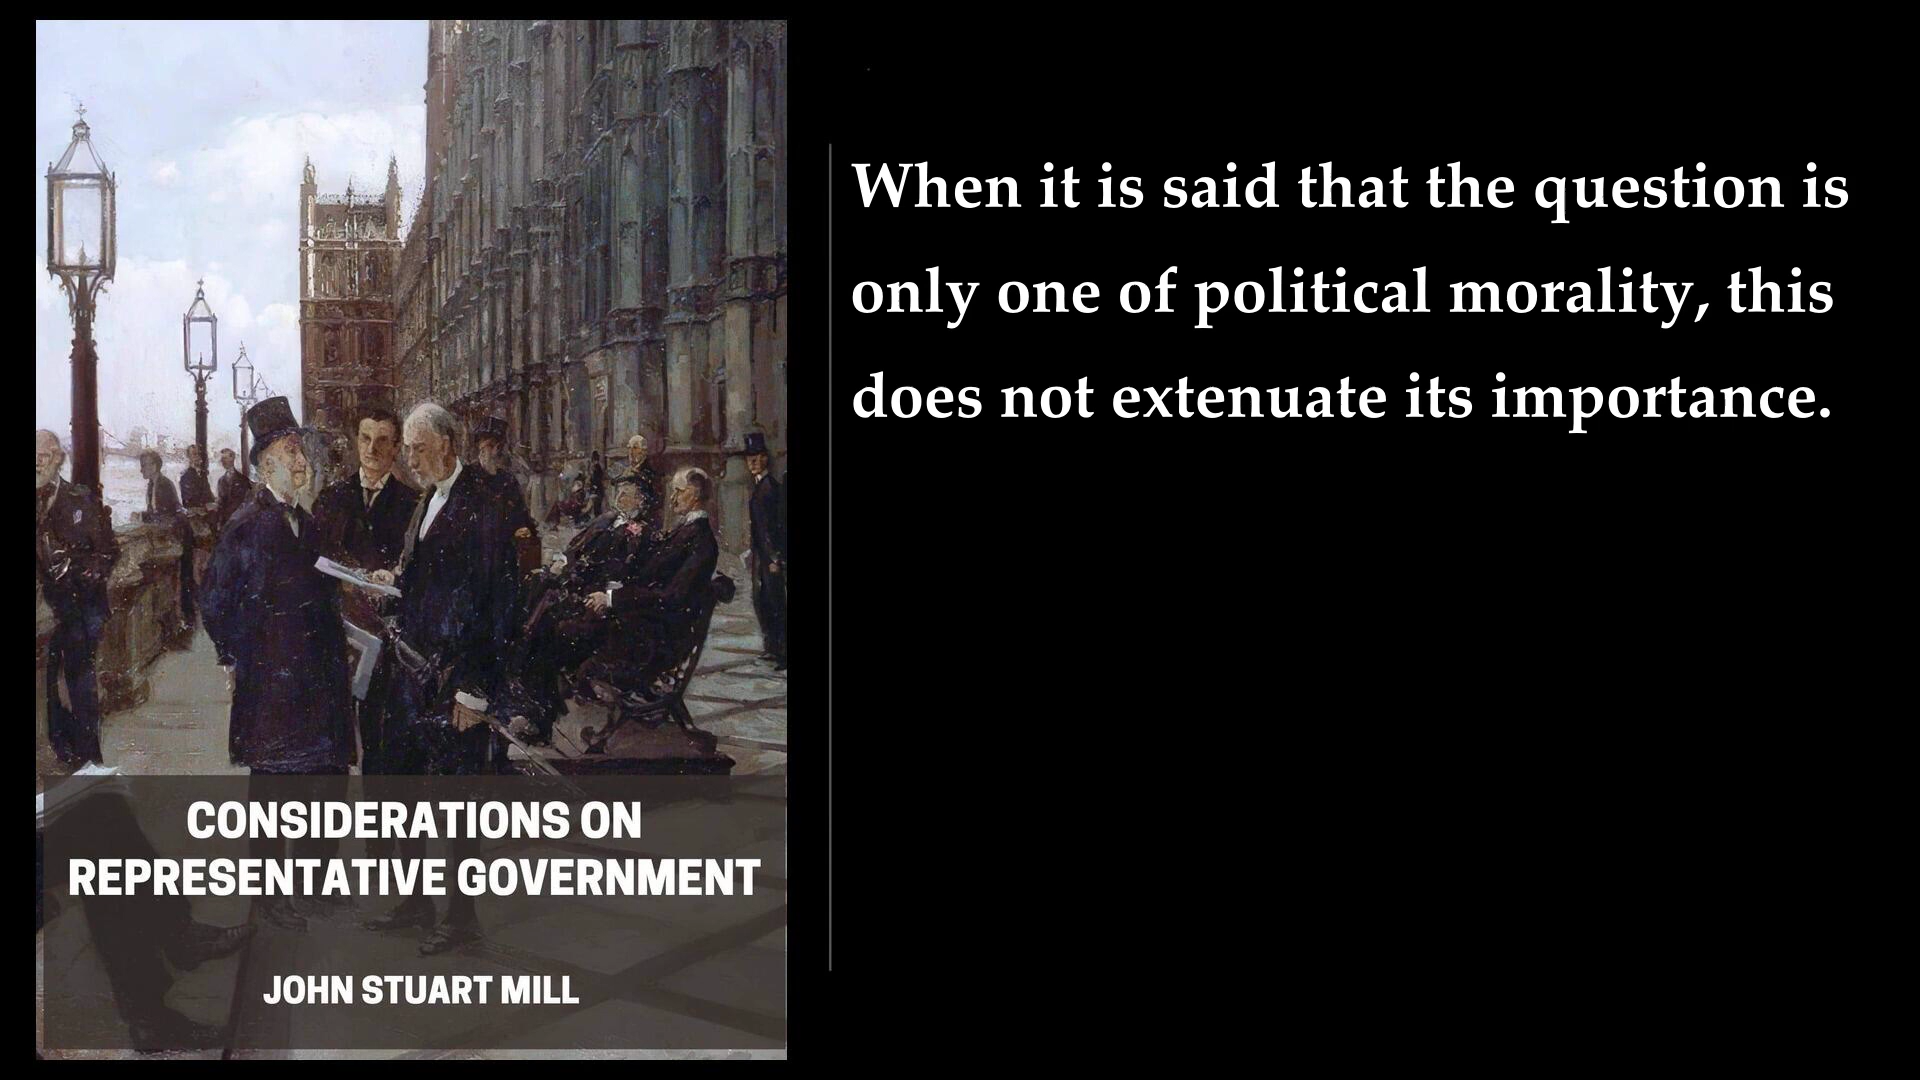 CONSIDERATIONS ON
REPRESENTATIVE GOVERNMENT
JOHN STUART MILL
When it is said that the question is
only one of political morality, this
does not extenuate its importance.